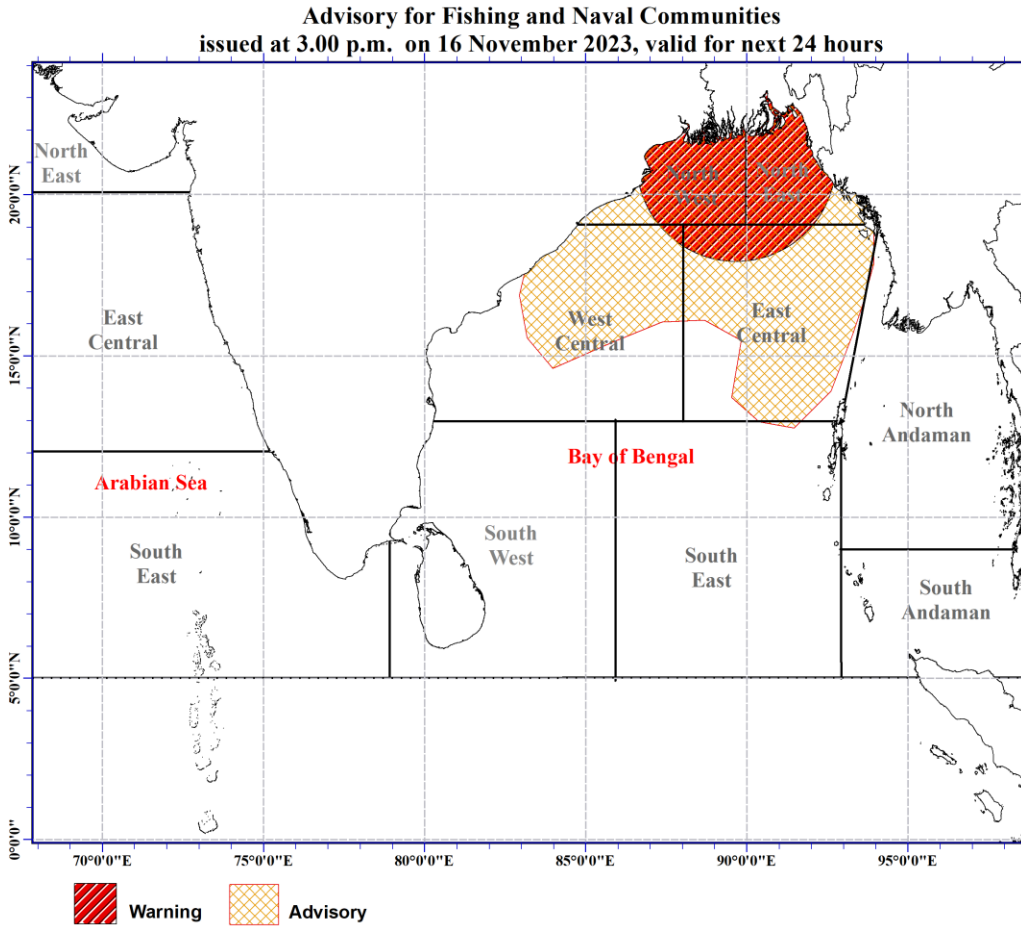 Advisory for Fishing and Naval Communities
issued at 3.00 p.m. on 16 November 2023, valid for next 24 hours
North
East
North
West
North
East
20°0'0"N
East
Central
West
Central
East
Central
15°0'0"N
North
Andaman
Bay of Bengal
Arabian Sea
10°0'0"N
South
East
South
West
South
East
South
Andaman
5°0'0"N
0°0'0"
70°0'0"E
75°0'0"E
80°0'0"E
85°0'0"E
90°0'0"E
95°0'0"E
Warning
Advisory